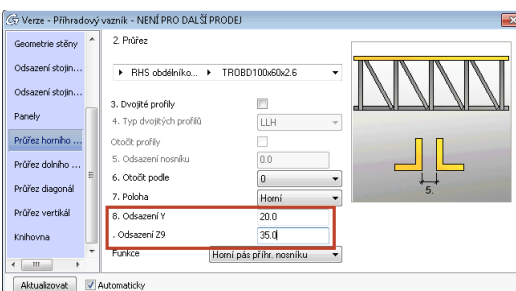 Verze - Příhradový vazník - NENÍ PRO DALŠÍ PRODEJ
Geometrie stěny
Odsazení stojin...
Odsazení stojin...
Panely
Průřez horního ...
Průřez dolního ...
Průřez diagonál
Průřez vertikál
Knihovna
2. Průřez
RHS obdélníko... TROBD100x60x2.6
3. Dvojité profily
4. Typ dvojitých profilů LLH
Otočit profily
5. Odsazení nosníku 0.0
6. Otočit podle 0
7. Poloha Horní
8. Odsazení Y 20.0
. Odsazení Z9 35.0
Funkce Horní pás příhr. nosníku
5.
Aktualizovat Automaticky